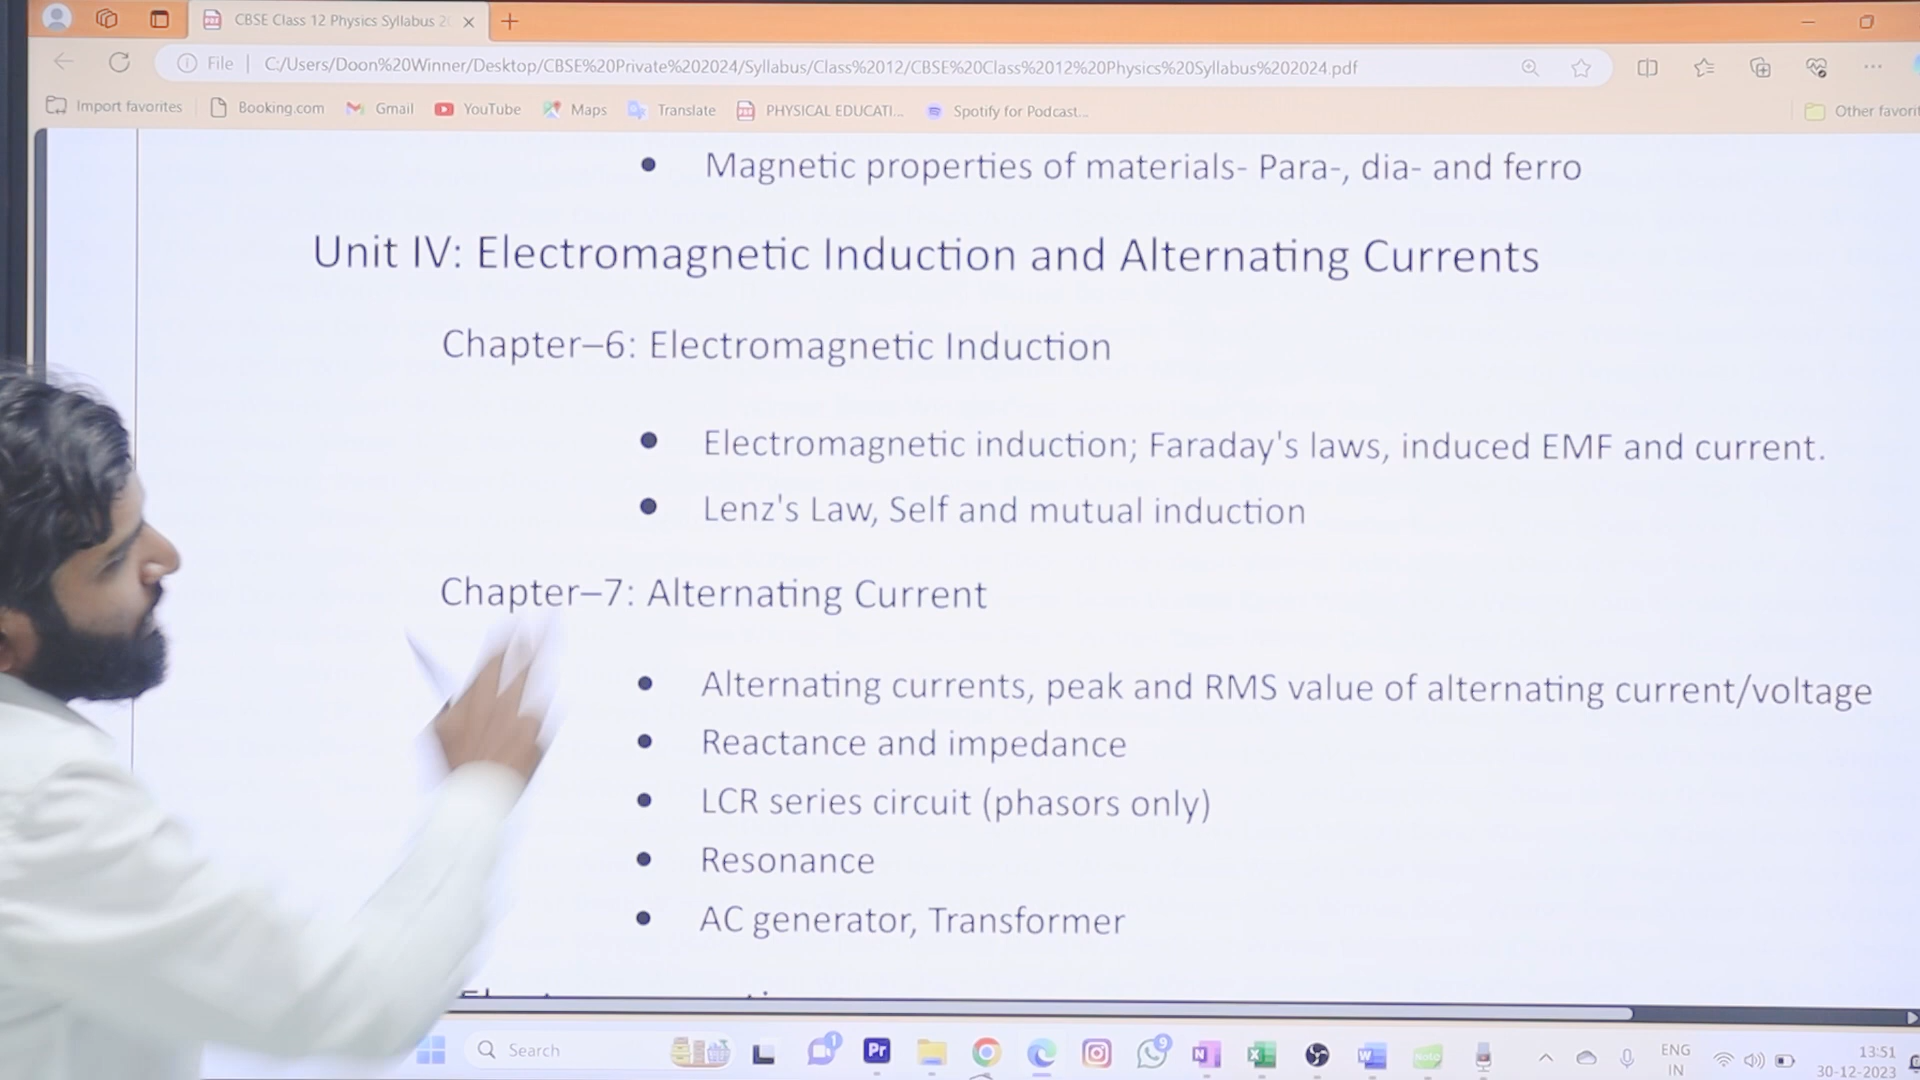 CBSE Class 12 Physics Syllabus 2
File | C:/Users/Doon%20Winner/Desktop/CBSE%20Private%202024/Syllabus/Class%2012/CBSE%20Class%2012%20Physics%20Syllabus%202024.pdf
Import favorites Booking.com Gmail YouTube Maps Translate PHYSICAL EDUCATI... Spotify for Podcast... Other favorit
• Magnetic properties of materials- Para-, dia- and ferro
Unit IV: Electromagnetic Induction and Alternating Currents
Chapter–6: Electromagnetic Induction
• Electromagnetic induction; Faraday's laws, induced EMF and current.
• Lenz's Law, Self and mutual induction
Chapter–7: Alternating Current
• Alternating currents, peak and RMS value of alternating current/voltage
• Reactance and impedance
• LCR series circuit (phasors only)
• Resonance
• AC generator, Transformer
Search 1 Pr 9 N X W ENG 13:51
IN 30-12-2023